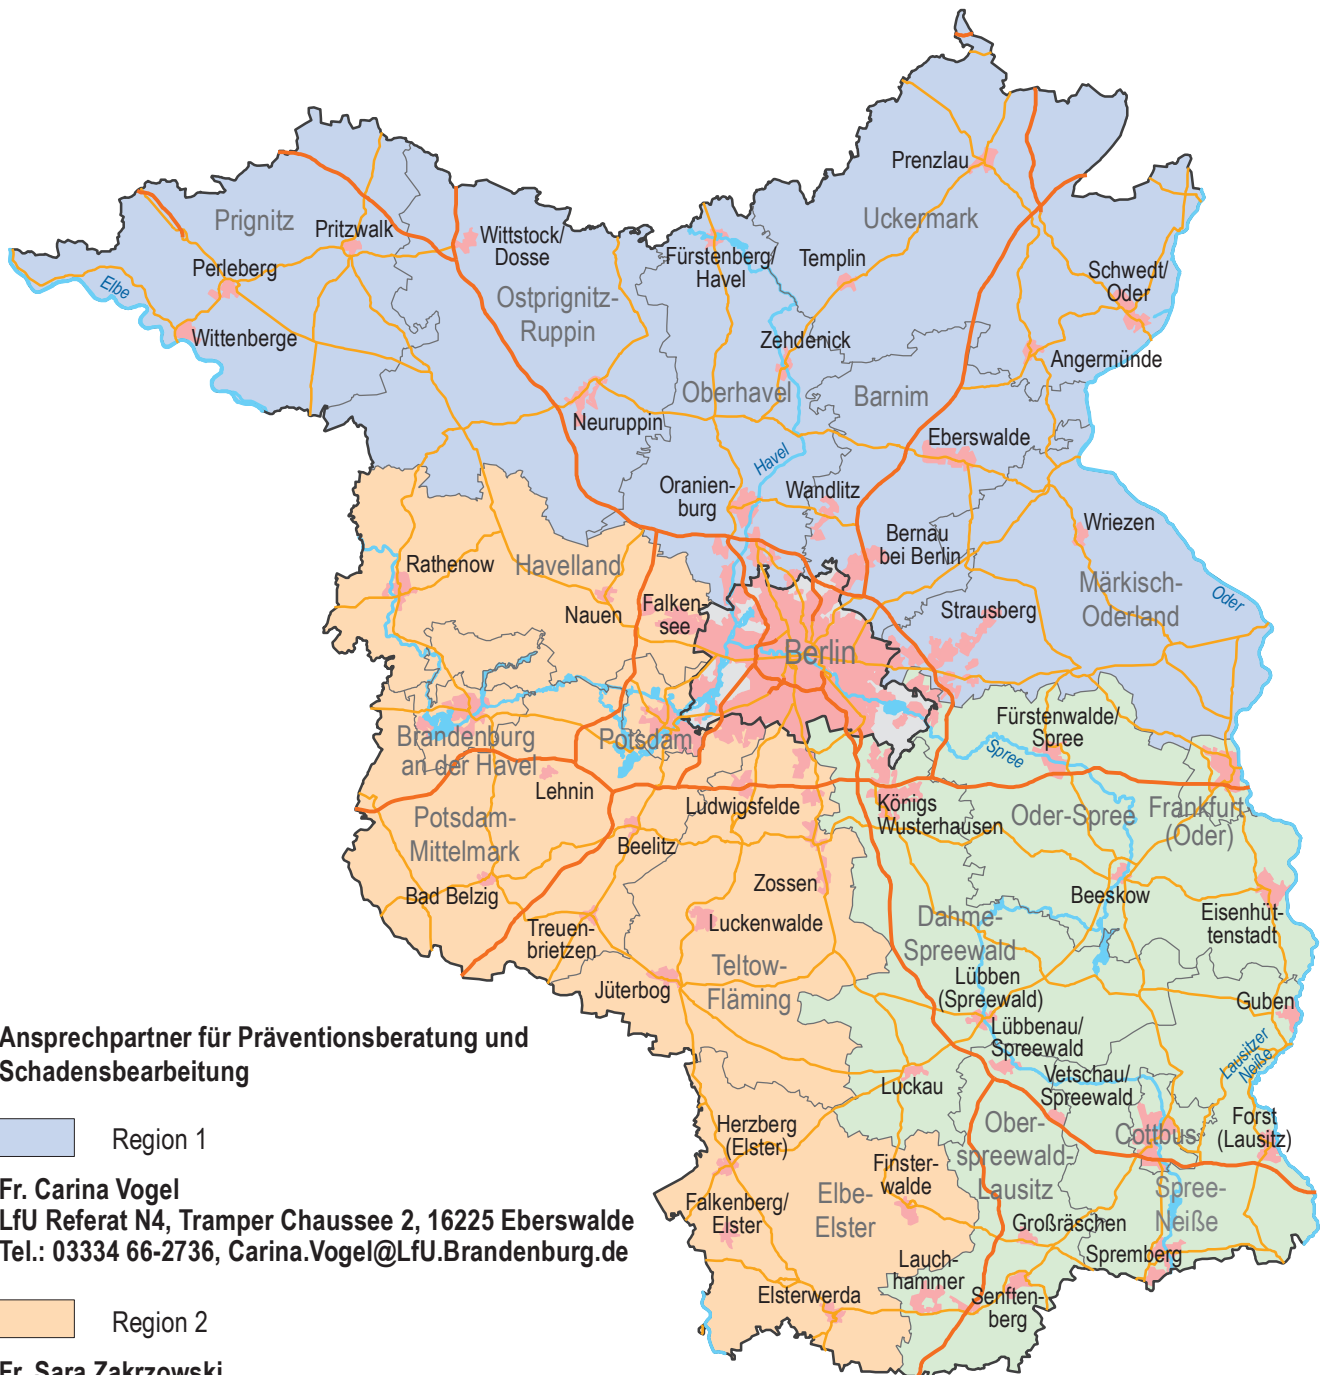 Prenzlau
Uckermark
Prignitz
Pritzwalk
Wittstock/
Dosse
Fürstenberg/
Havel
Templin
Perleberg
Schwedt/
Oder
Elbe
Ostprignitz-
Ruppin
Wittenberge
Zehdenick
Angermünde
Oberhavel
Barnim
Neuruppin
Eberswalde
Havel
Oranien-
burg
Wandlitz
Wriezen
Bernau
bei Berlin
Rathenow
Havelland
Märkisch-
Oderland
Oder
Nauen
Falken-
see
Strausberg
Berlin
Fürstenwalde/
Spree
Spree
Brandenburg
an der Havel
Potsdam
Lehnin
Ludwigsfelde
Königs
Wusterhausen
Oder-Spree
Frankfurt
(Oder)
Potsdam-
Mittelmark
Beelitz
Zossen
Bad Belzig
Beeskow
Eisenhüt-
tenstadt
Treuen-
brietzen
Luckenwalde
Dahme-
Spreewald
Teltow-
Fläming
Jüterbog
Lübben
(Spreewald)
Guben
Lübbenau/
Spreewald
Lausitzer
Neiße
Luckau
Vetschau/
Spreewald
Herzberg
(Elster)
Ober-
spreewald-
Lausitz
Cottbus
Forst
(Lausitz)
Finster-
walde
Falkenberg/
Elster
Elbe-
Elster
Spree-
Neiße
Großräschen
Spremberg
Lauch-
hammer
Elsterwerda
Senften-
berg
Ansprechpartner für Präventionsberatung und
Schadensbearbeitung
Region 1
Fr. Carina Vogel
LfU Referat N4, Tramper Chaussee 2, 16225 Eberswalde
Tel.: 03334 66-2736, Carina.Vogel@LfU.Brandenburg.de
Region 2
Fr. Sara Zakrzowski